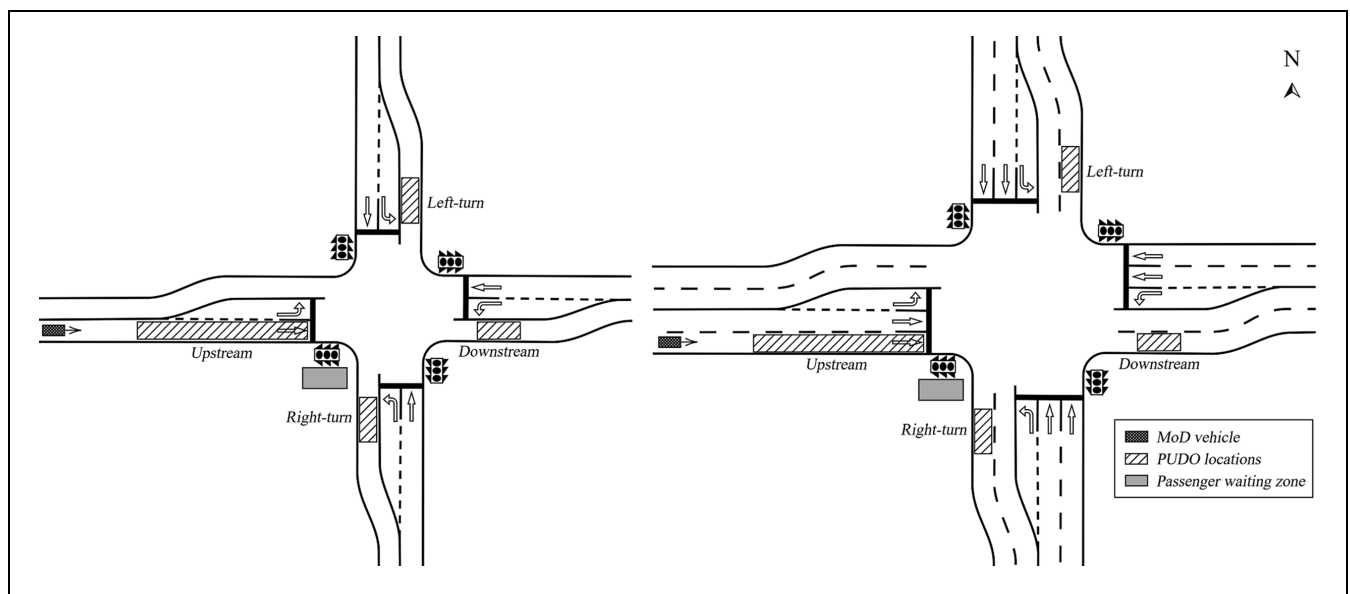 N
Left-turn
Upstream
Downstream
Right-turn
Left-turn
Upstream
Downstream
Right-turn
MoD vehicle
PUDO locations
Passenger waiting zone